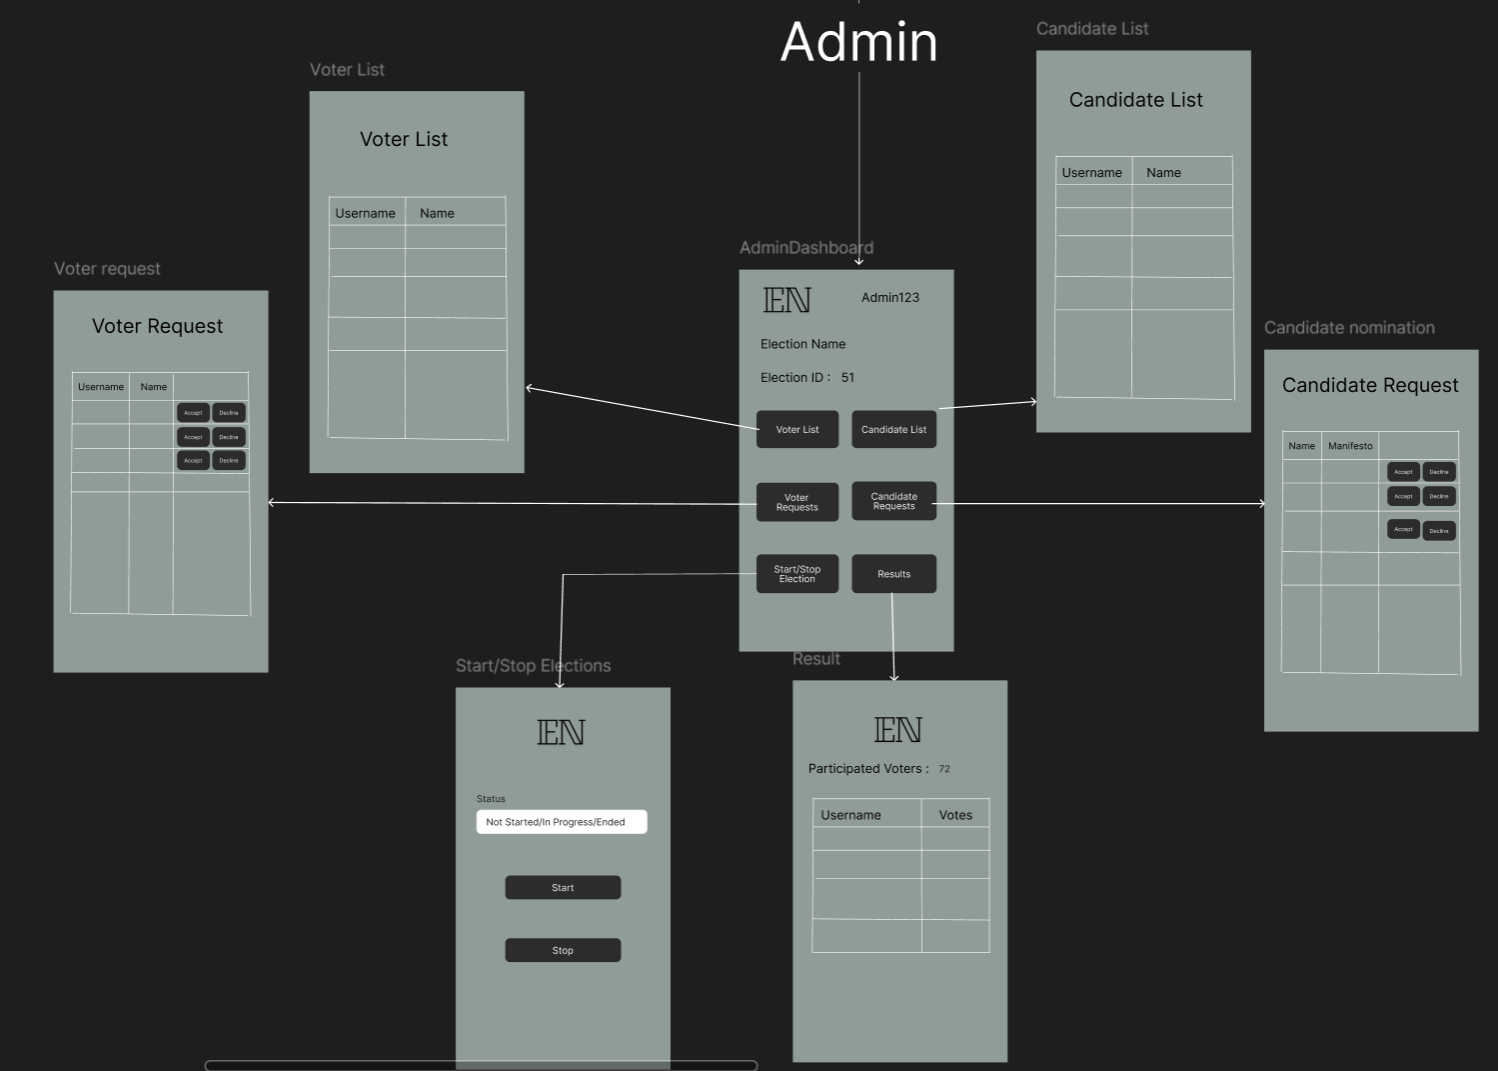 Admin
Candidate List
Candidate List
Username Name
Voter List
Voter List
Username Name
AdminDashboard
EN Admin123
Election Name
Election ID : 51
Voter List Candidate List
Voter
Requests
Candidate
Requests
Start/Stop
Election
Results
Voter request
Voter Request
Username Name
Accept Decline
Accept Decline
Accept Decline
Candidate nomination
Candidate Request
Name Manifesto
Accept Decline
Accept Decline
Accept Decline
Start/Stop Elections
EN
Status
Not Started/In Progress/Ended
Start
Stop
Result
EN
Participated Voters : 72
Username Votes